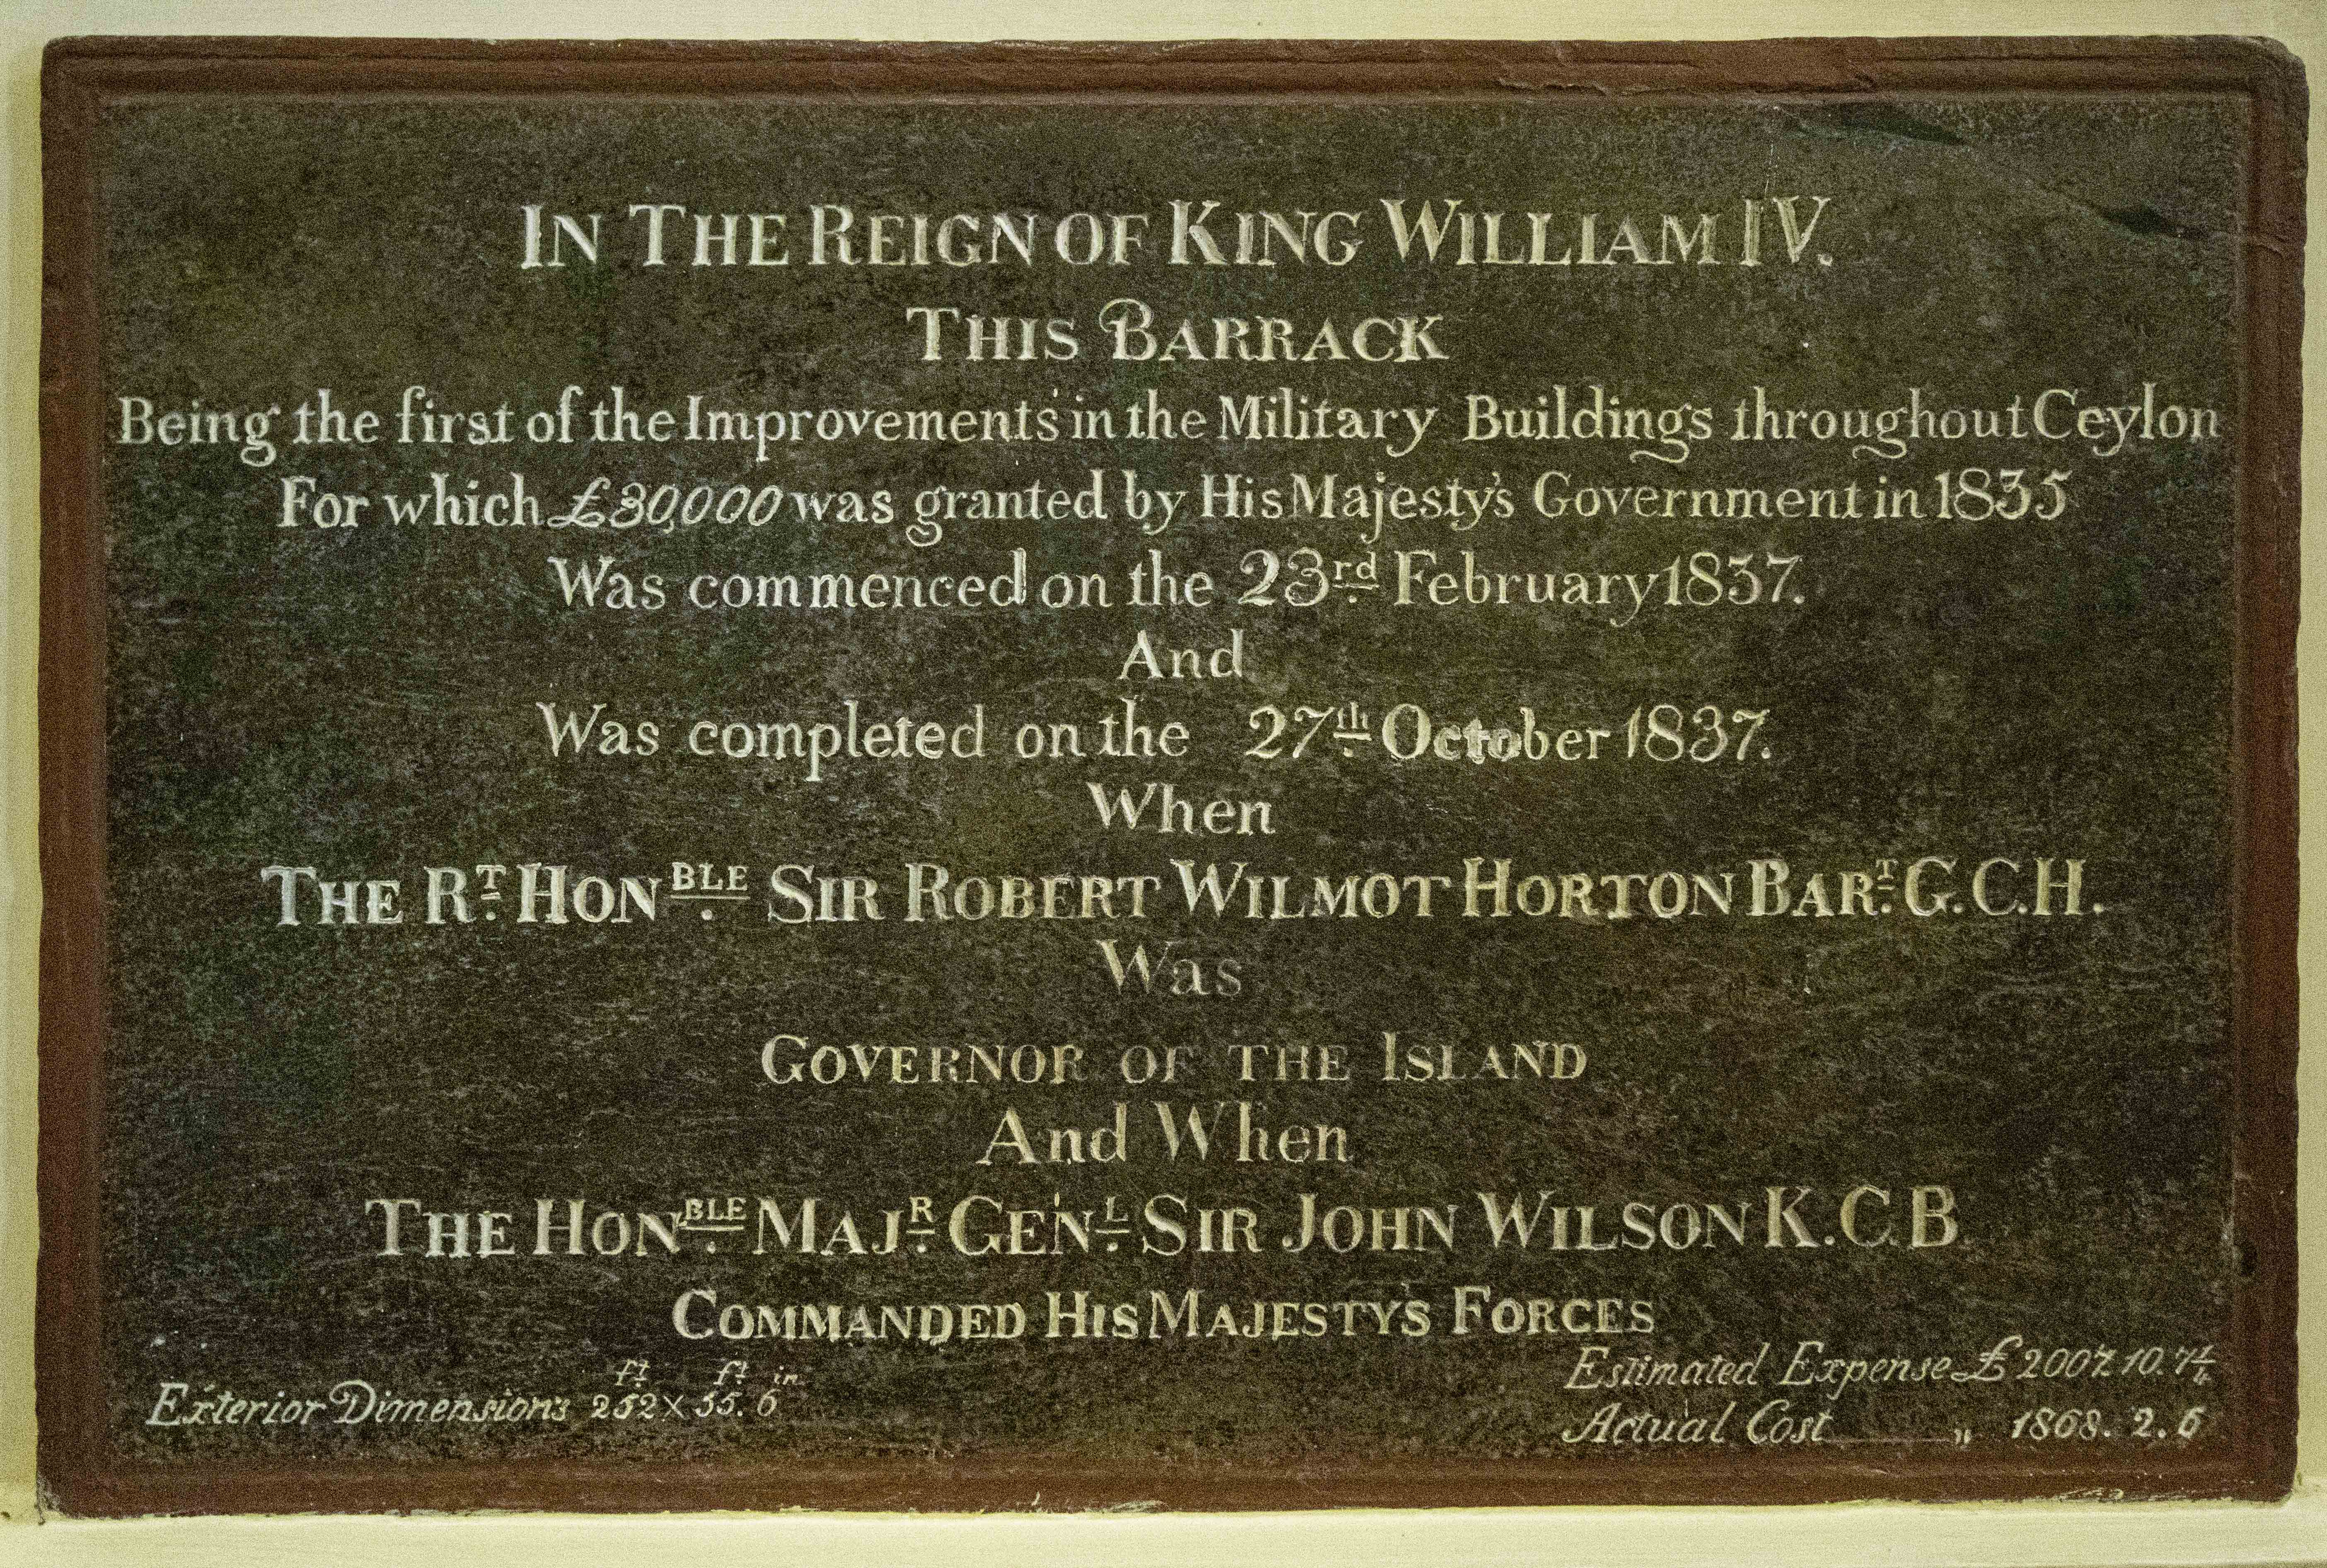 IN THE REIGN OF KING WILLIAM IV.
THIS BARRACK
Being the first of the Improvements in the Military Buildings throughout Ceylon
For which £30,000 was granted by His Majesty's Government in 1835
Was commenced on the 23rd February 1837.
And
Was completed on the 27th October 1837.
When
THE RT. HONBLE. SIR ROBERT WILMOT HORTON BART. G.C.H.
Was
GOVERNOR OF THE ISLAND
And When
THE HONBLE. MAJR. GENL. SIR JOHN WILSON K.C.B
COMMANDED HIS MAJESTY'S FORCES
Exterior Dimensions 252 ft × 55 ft. 6 in
Estimated Expense £ 2007. 10. 7¼
Actual Cost „ 1868. 2. 6